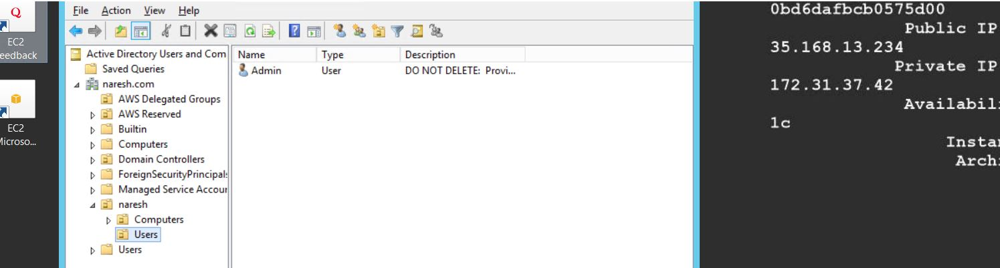 Q
EC2
eedback
EC2
Microso...
File Action View Help
Active Directory Users and Com
Saved Queries
naresh.com
AWS Delegated Groups
AWS Reserved
Builtin
Computers
Domain Controllers
ForeignSecurityPrincipals
Managed Service Accour
naresh
Computers
Users
Users
Name Type Description
Admin User DO NOT DELETE: Provi...
0bd6dafbcb0575d00
Public IP
35.168.13.234
Private IP
172.31.37.42
Availabili
1c
Instan
Archi